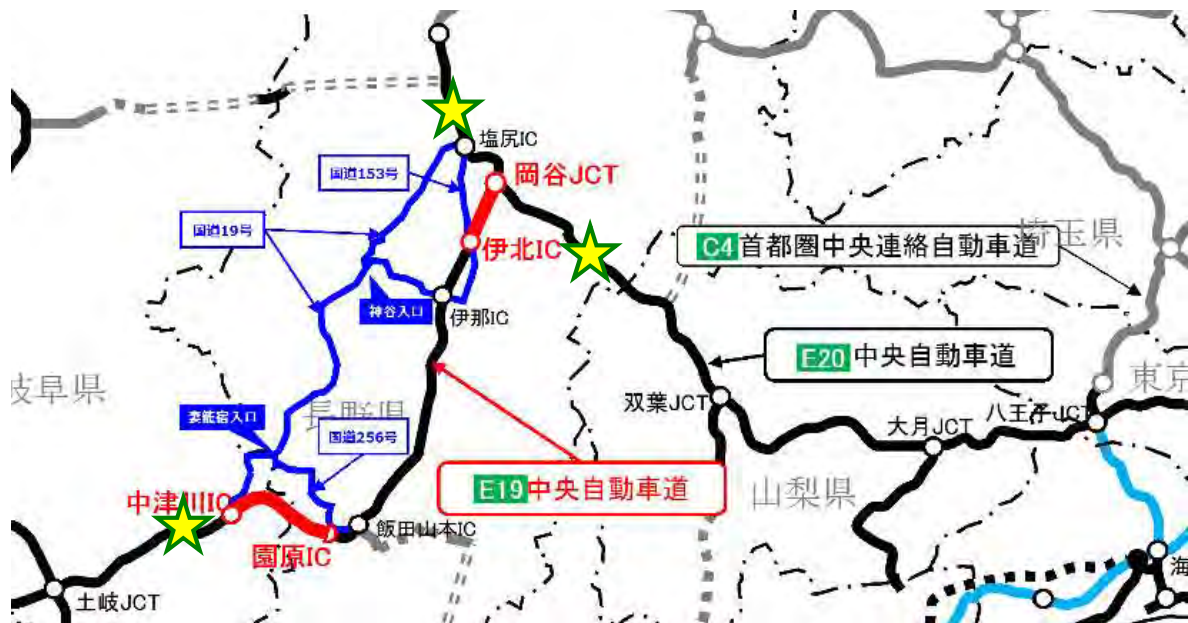 塩尻IC
国道153号
岡谷JCT
国道19号
伊北IC
C4首都圏中央連絡自動車道
埼玉県
神谷入口
伊那IC
E20中央自動車道
岐阜県
長野県
双葉JCT
東京
妻籠宿入口
国道256号
大月JCT
八王子JCT
E19中央自動車道
山梨県
中津川IC
飯田山本IC
園原IC
海
土岐JCT